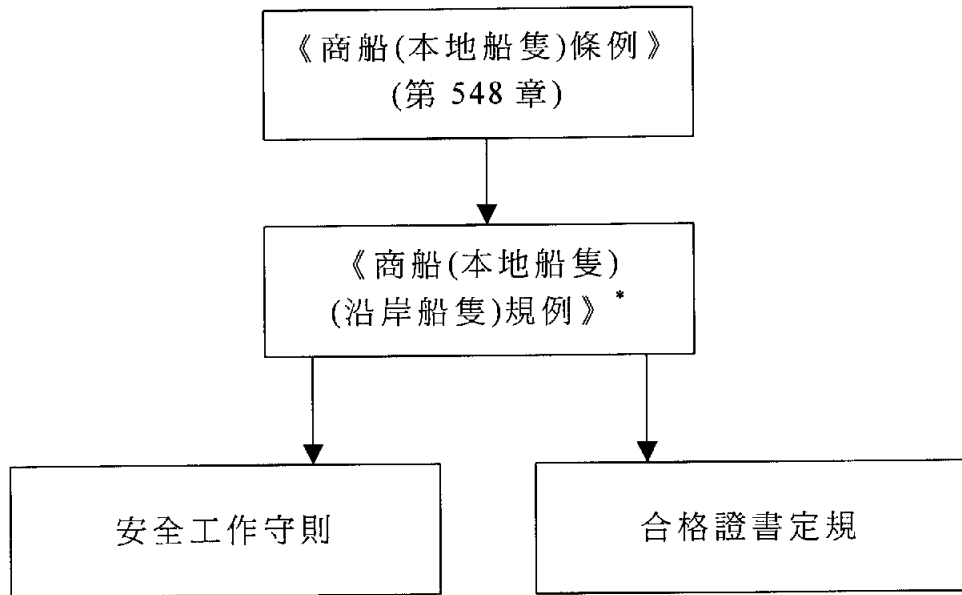 《商船(本地船隻)條例》
(第 548 章)
《商船(本地船隻)
(沿岸船隻)規例》*
安全工作守則
合格證書定規